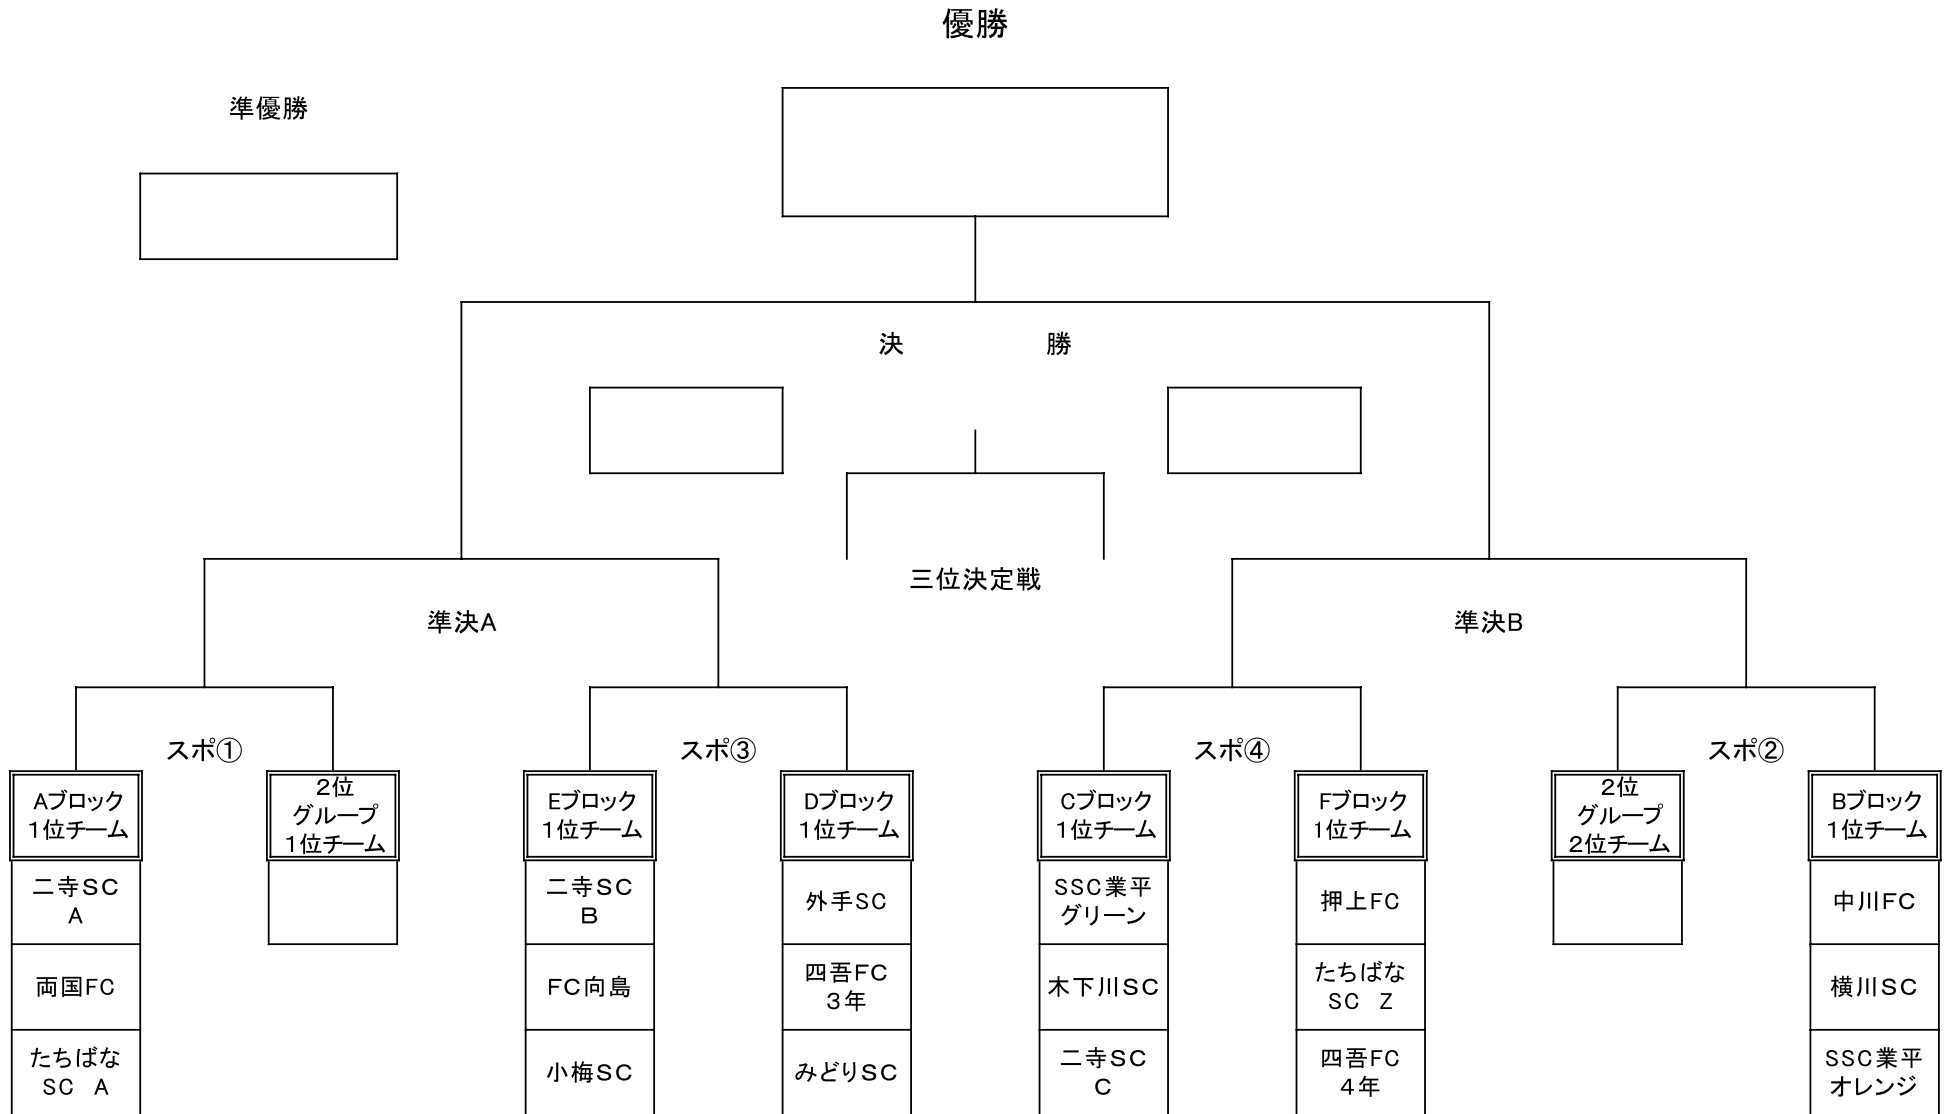 優勝
準優勝
決　　勝
三位決定戦
準決A
準決B
スポ①
スポ③
スポ④
スポ②
Aブロック
1位チーム
2位
グループ
1位チーム
Eブロック
1位チーム
Dブロック
1位チーム
Cブロック
1位チーム
Fブロック
1位チーム
2位
グループ
2位チーム
Bブロック
1位チーム
二寺SC
A
二寺SC
B
外手SC
SSC業平
グリーン
押上FC
中川FC
両国FC
FC向島
四吾FC
3年
木下川SC
たちばな
SC　Z
横川SC
たちばな
SC　A
小梅SC
みどりSC
二寺SC
C
四吾FC
4年
SSC業平
オレンジ